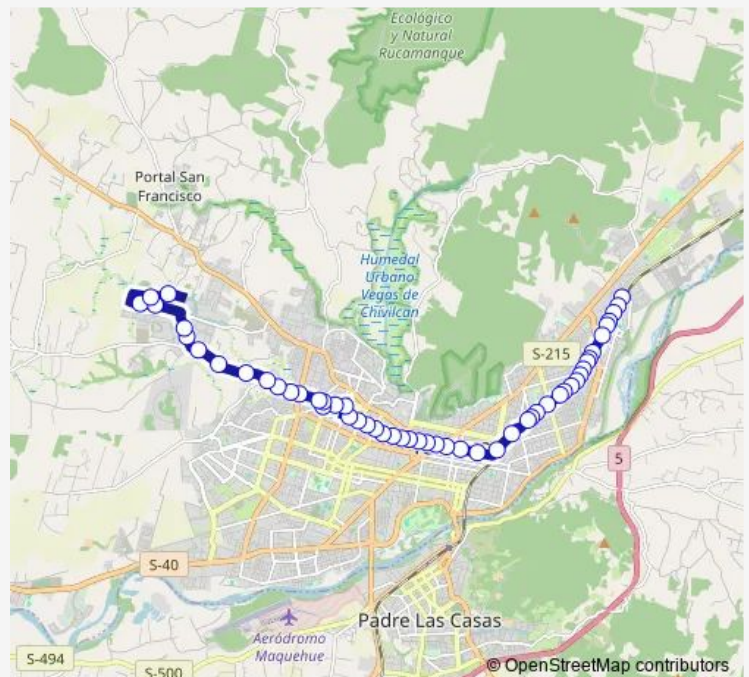 Ecológico
y Natural
Rucamanque
Portal San
Francisco
Humedal
Urbano
Vegas de
Chivilcan
S-215
5
S-40
Padre Las Casas
Aeródromo
Maquehue
S-494
S-500
© OpenStreetMap contributors